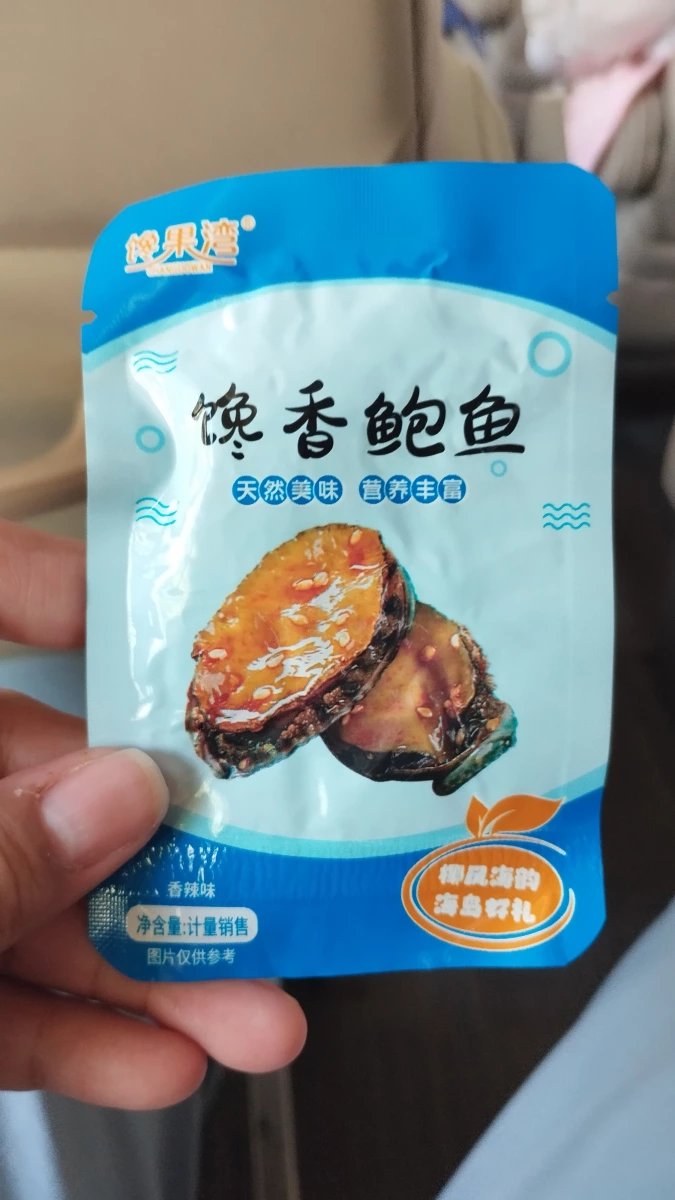 馋果湾®
馋香鲍鱼
天然美味 营养丰富
椰风海韵
海岛好礼
香辣味
净含量:计量销售
图片仅供参考